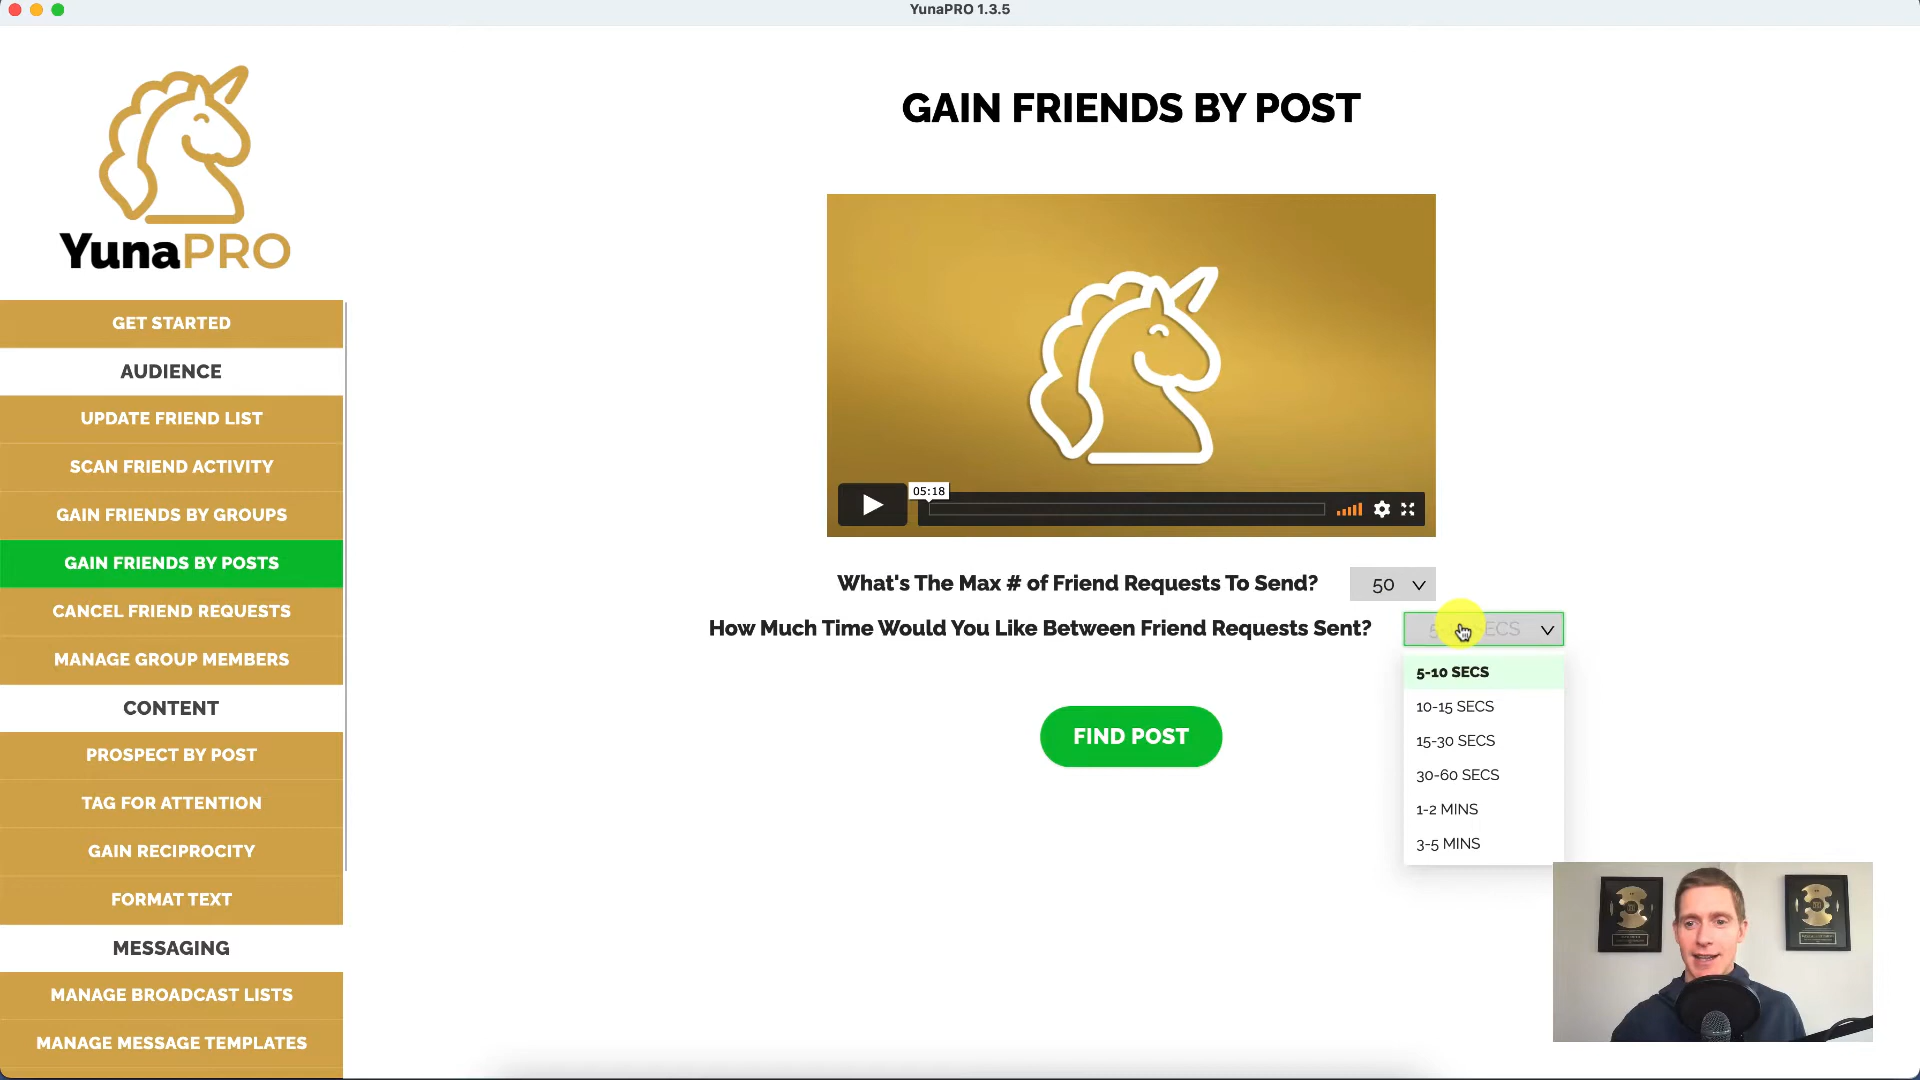 YunaPRO 1.3.5
YunaPRO
GET STARTED
AUDIENCE
UPDATE FRIEND LIST
SCAN FRIEND ACTIVITY
GAIN FRIENDS BY GROUPS
GAIN FRIENDS BY POSTS
CANCEL FRIEND REQUESTS
MANAGE GROUP MEMBERS
CONTENT
PROSPECT BY POST
TAG FOR ATTENTION
GAIN RECIPROCITY
FORMAT TEXT
MESSAGING
MANAGE BROADCAST LISTS
MANAGE MESSAGE TEMPLATES
GAIN FRIENDS BY POST
05:18
What's The Max # of Friend Requests To Send? 50
How Much Time Would You Like Between Friend Requests Sent?
5-10 SECS
10-15 SECS
15-30 SECS
30-60 SECS
1-2 MINS
3-5 MINS
FIND POST